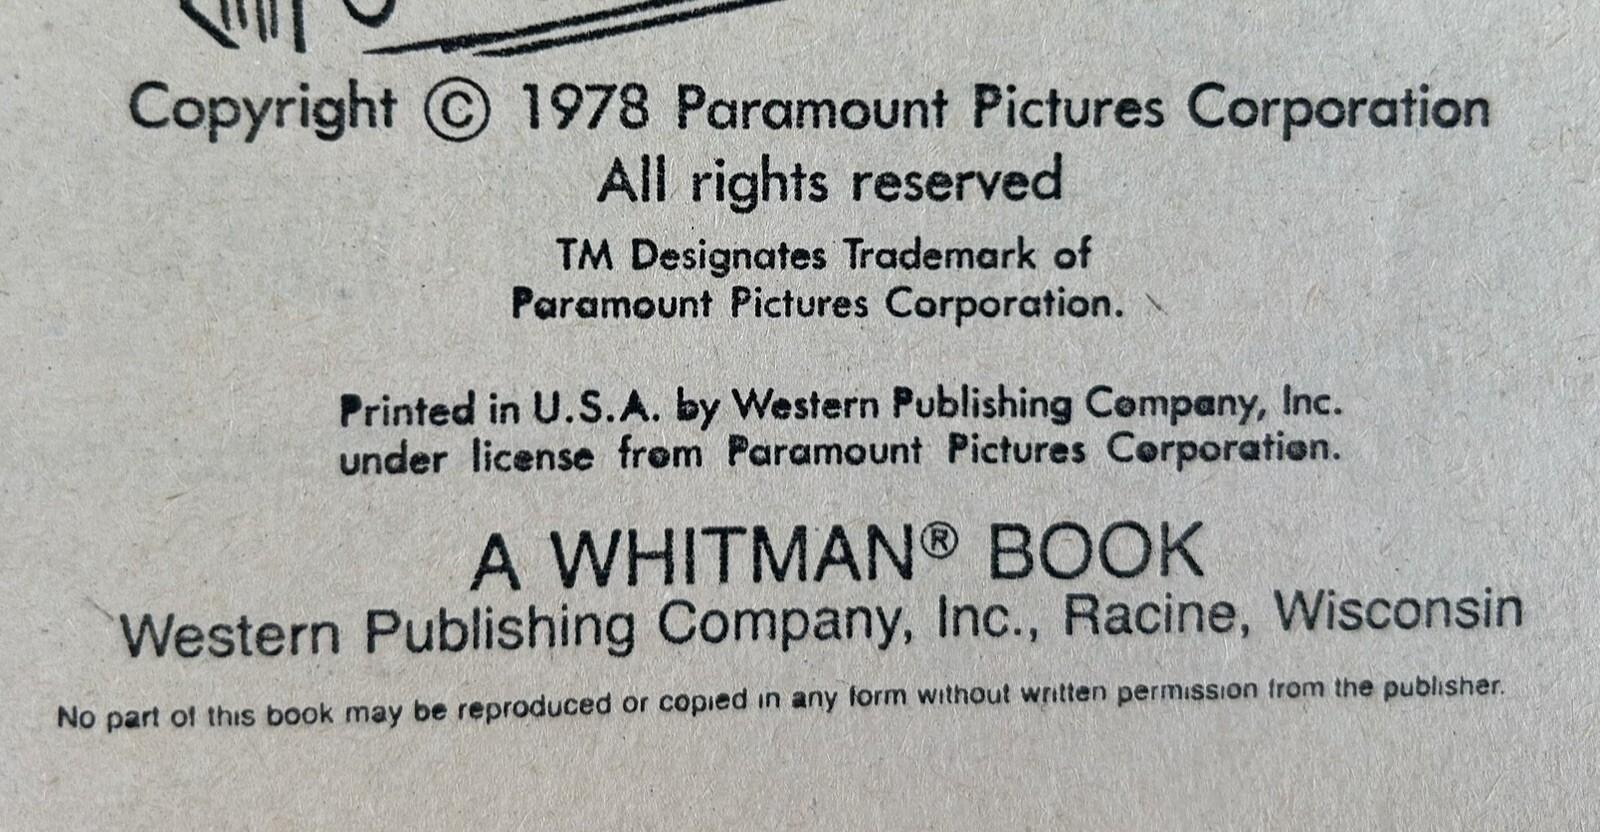 Copyright © 1978 Paramount Pictures Corporation
All rights reserved
TM Designates Trademark of
Paramount Pictures Corporation.
Printed in U.S.A. by Western Publishing Company, Inc.
under license from Paramount Pictures Corporation.
A WHITMAN® BOOK
Western Publishing Company, Inc., Racine, Wisconsin
No part of this book may be reproduced or copied in any form without written permission from the publisher.